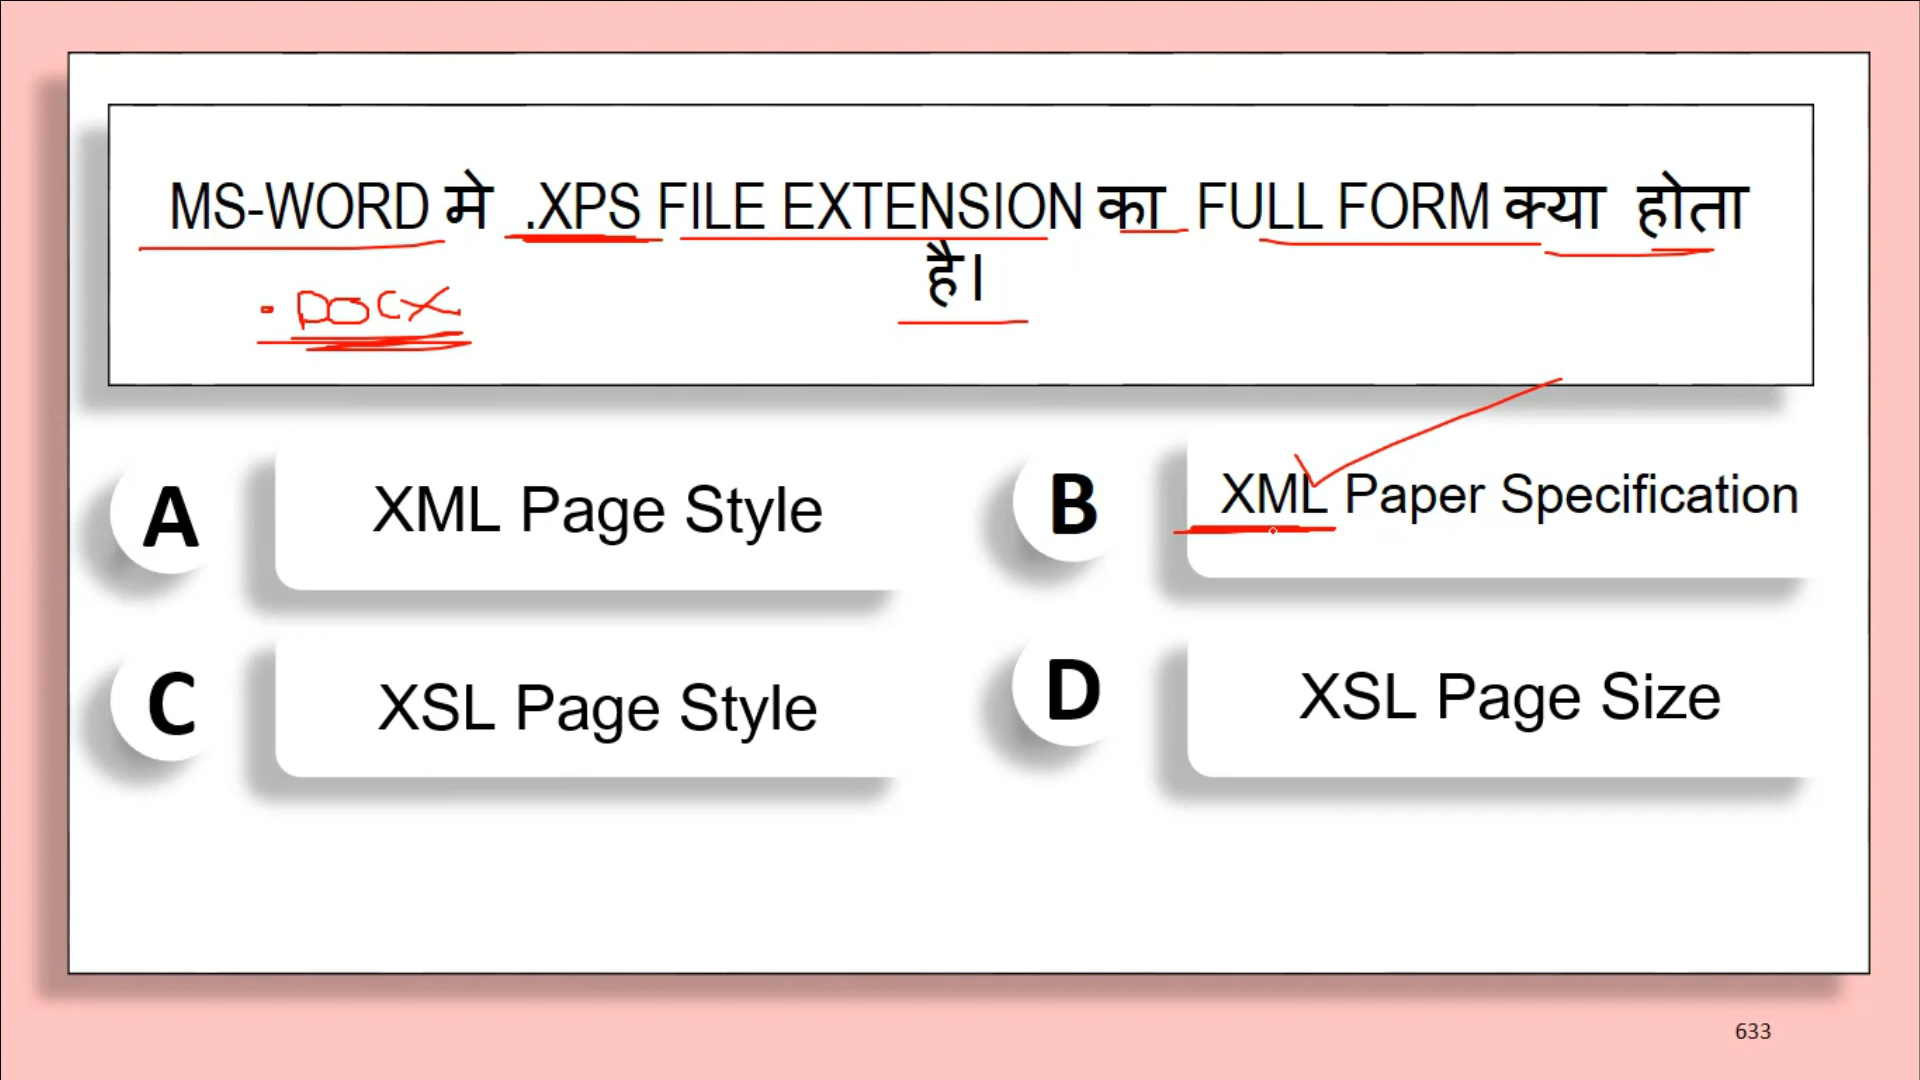 MS-WORD मे .XPS FILE EXTENSION का FULL FORM क्या होता
है।
.DOCX
A XML Page Style
B XML Paper Specification
C XSL Page Style
D XSL Page Size
633